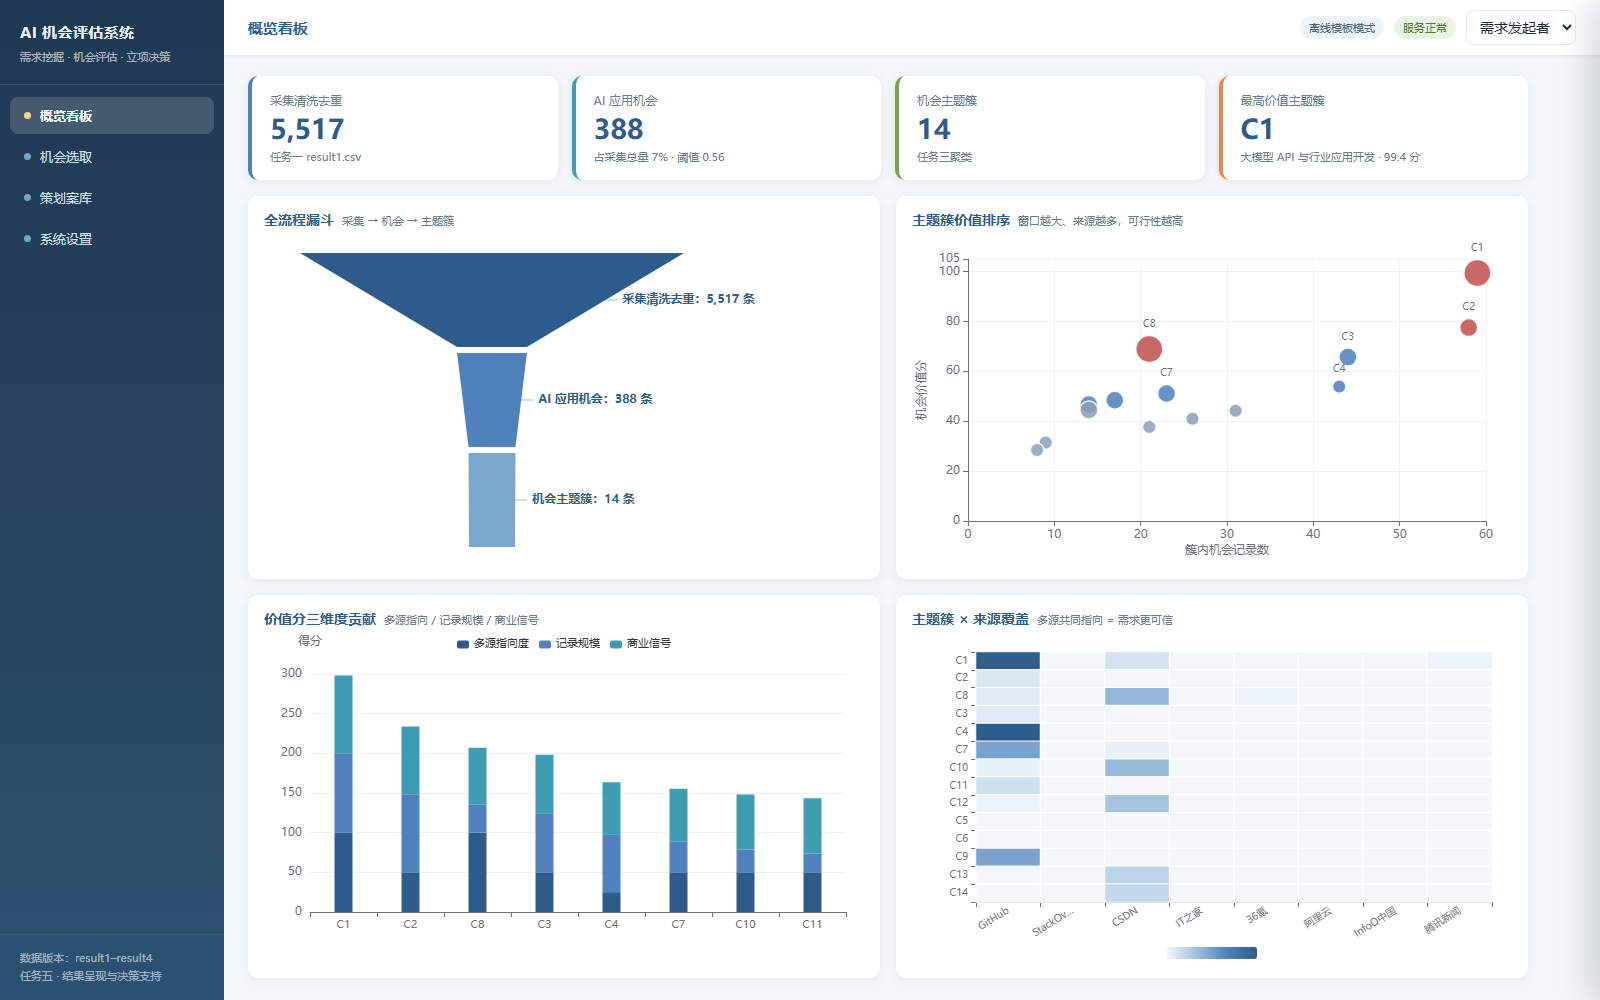 AI 机会评估系统
需求挖掘 · 机会评估 · 立项决策
概览看板
机会选取
策划案库
系统设置
数据版本：result1–result4
任务五 · 结果呈现与决策支持
概览看板
离线模板模式
服务正常
需求发起者
采集清洗去重
5,517
任务一 result1.csv
AI 应用机会
388
占采集总量 7% · 阈值 0.56
机会主题簇
14
任务三聚类
最高价值主题簇
C1
大模型 API 与行业应用开发 · 99.4 分
全流程漏斗 采集 → 机会 → 主题簇
采集清洗去重：5,517 条
AI 应用机会：388 条
机会主题簇：14 条
主题簇价值排序 窗口越大、来源越多，可行性越高
机会价值分
105
100
80
60
40
20
0
C1
C2
C8
C3
C7
C4
0 10 20 30 40 50 60
簇内机会记录数
价值分三维度贡献 多源指向 / 记录规模 / 商业信号
得分
多源指向度 记录规模 商业信号
300
250
200
150
100
50
0
C1 C2 C8 C3 C4 C7 C10 C11
主题簇 × 来源覆盖 多源共同指向 = 需求更可信
C1
C2
C8
C3
C4
C7
C10
C11
C12
C5
C6
C9
C13
C14
GitHub StackOv... CSDN IT之家 36氪 阿里云 InfoQ中国 腾讯新闻